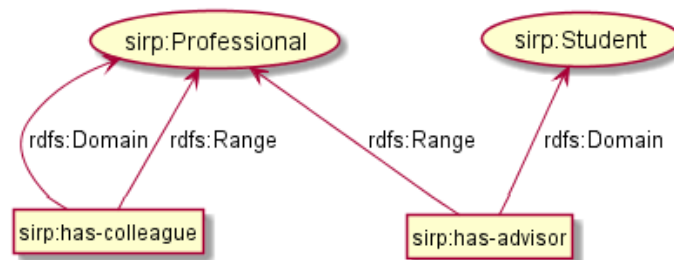 sirp:Professional
sirp:Student
rdfs:Domain
rdfs:Range
rdfs:Range
rdfs:Domain
sirp:has-colleague
sirp:has-advisor